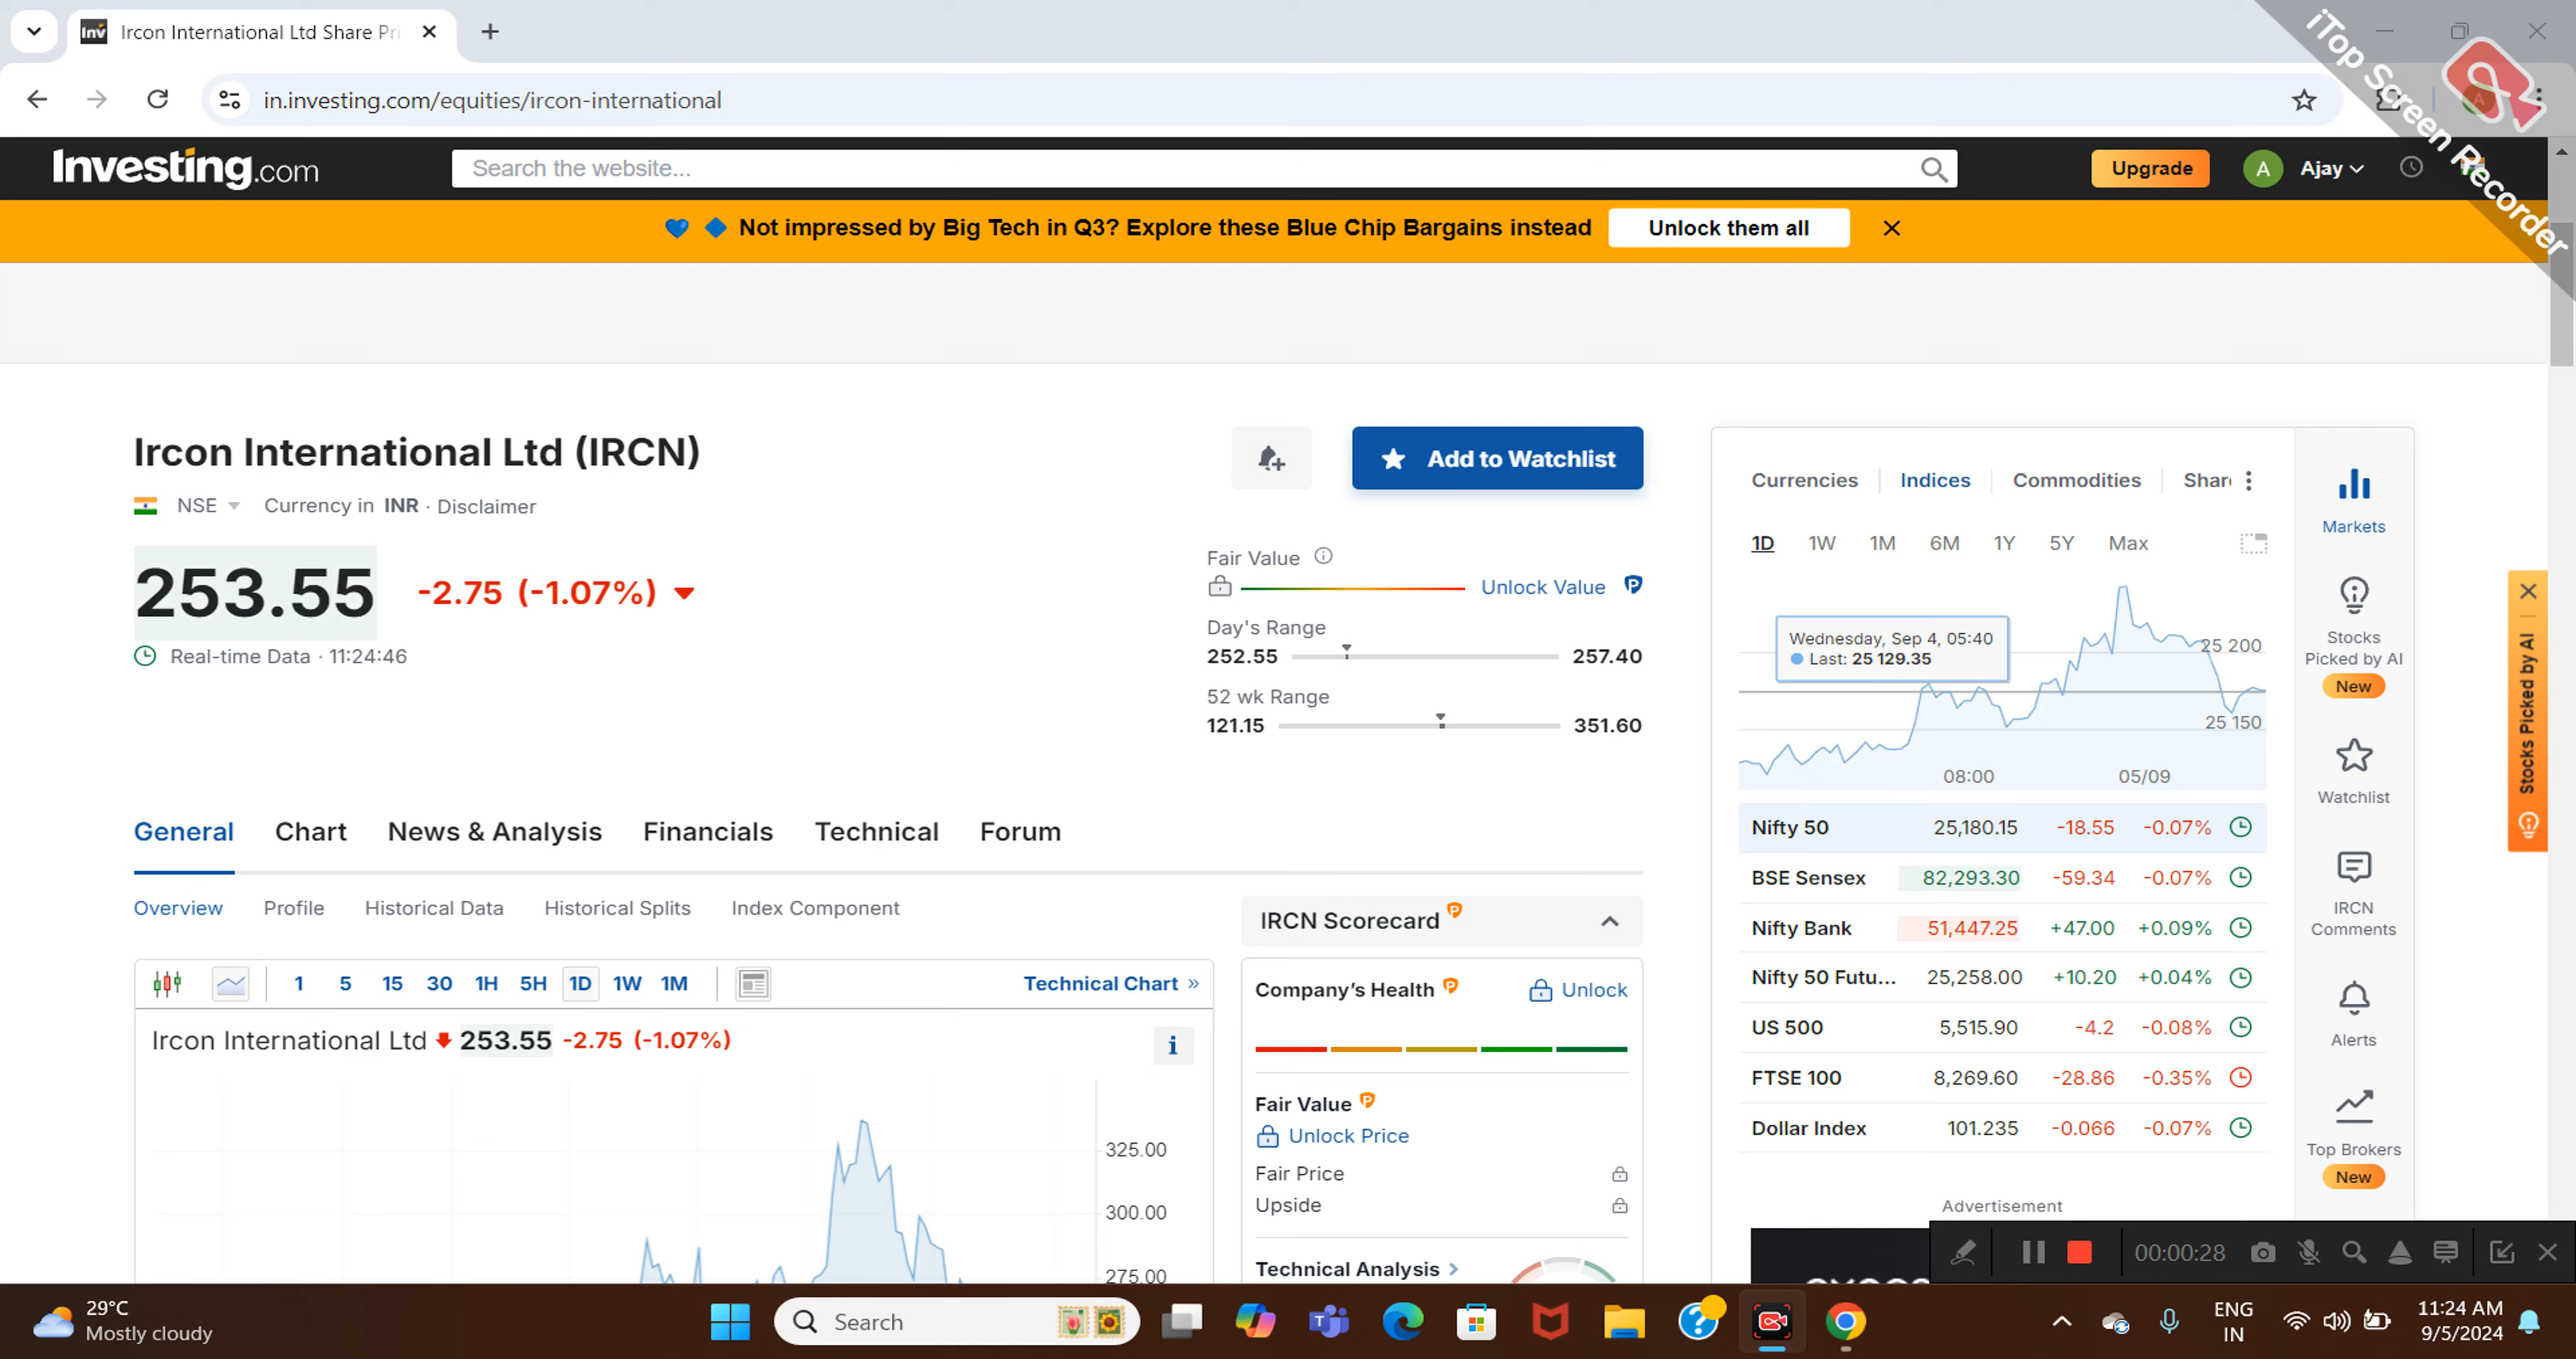 Ircon International Ltd Share Pri
in.investing.com/equities/ircon-international
iTop Screen Recorder
Investing.com
Search the website...
Upgrade
A
Ajay
Not impressed by Big Tech in Q3? Explore these Blue Chip Bargains instead
Unlock them all
Ircon International Ltd (IRCN)
Add to Watchlist
NSE
Currency in INR · Disclaimer
253.55
-2.75 (-1.07%)
Real-time Data · 11:24:46
Fair Value
Unlock Value
Day's Range
252.55
257.40
52 wk Range
121.15
351.60
General
Chart
News & Analysis
Financials
Technical
Forum
Overview
Profile
Historical Data
Historical Splits
Index Component
1
5
15
30
1H
5H
1D
1W
1M
Technical Chart »
Ircon International Ltd 253.55 -2.75 (-1.07%)
i
325.00
300.00
275.00
IRCN Scorecard
Company's Health
Unlock
Fair Value
Unlock Price
Fair Price
Upside
Technical Analysis
Currencies
Indices
Commodities
Share
1D
1W
1M
6M
1Y
5Y
Max
Wednesday, Sep 4, 05:40
Last: 25 129.35
25 200
25 150
08:00
05/09
Nifty 50 25,180.15 -18.55 -0.07%
BSE Sensex 82,293.30 -59.34 -0.07%
Nifty Bank 51,447.25 +47.00 +0.09%
Nifty 50 Futu... 25,258.00 +10.20 +0.04%
US 500 5,515.90 -4.2 -0.08%
FTSE 100 8,269.60 -28.86 -0.35%
Dollar Index 101.235 -0.066 -0.07%
Advertisement
Markets
Stocks
Picked by AI
New
Watchlist
IRCN
Comments
Alerts
Top Brokers
New
Stocks Picked by AI
00:00:28
29°C
Mostly cloudy
Search
ENG
IN
11:24 AM
9/5/2024